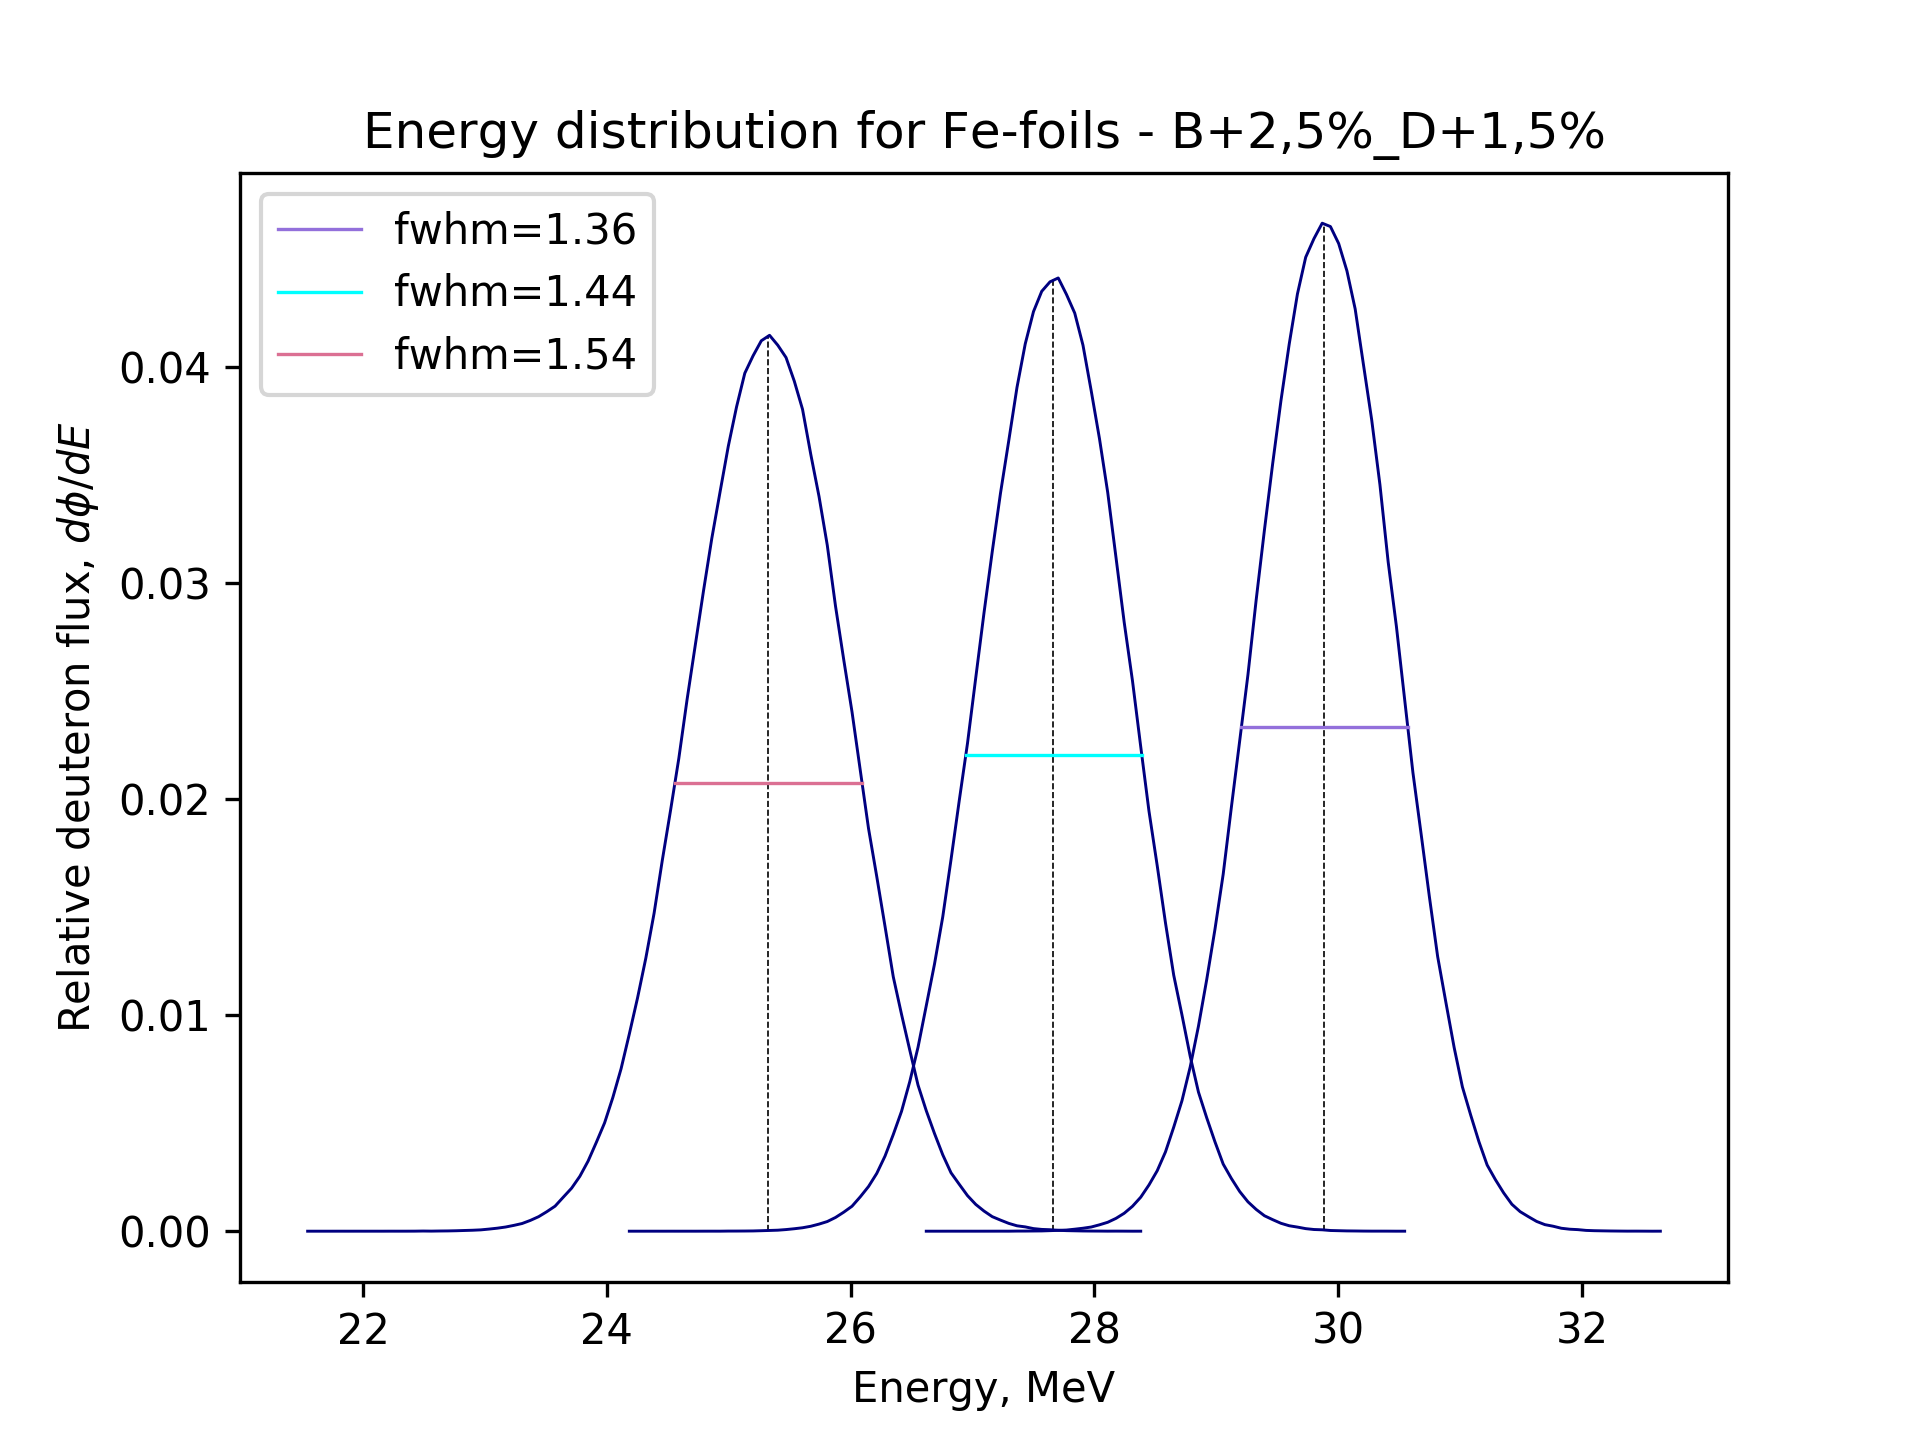 Energy distribution for Fe-foils - B+2,5%_D+1,5%
fwhm=1.36
fwhm=1.44
fwhm=1.54
Relative deuteron flux, dϕ/dE
0.04
0.03
0.02
0.01
0.00
22 24 26 28 30 32
Energy, MeV